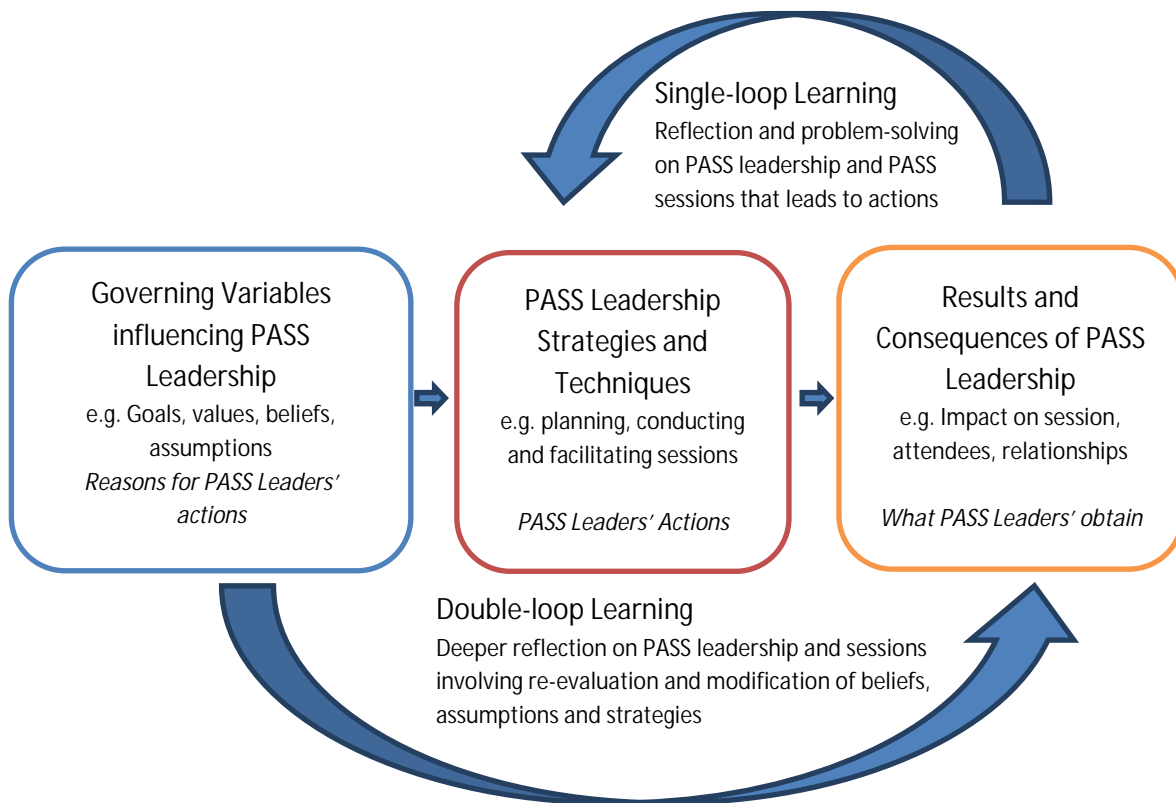 Single-loop Learning
Reflection and problem-solving
on PASS leadership and PASS
sessions that leads to actions
Governing Variables
influencing PASS
Leadership
e.g. Goals, values, beliefs,
assumptions
Reasons for PASS Leaders’
actions
PASS Leadership
Strategies and
Techniques
e.g. planning, conducting
and facilitating sessions
PASS Leaders’ Actions
Results and
Consequences of PASS
Leadership
e.g. Impact on session,
attendees, relationships
What PASS Leaders’ obtain
Double-loop Learning
Deeper reflection on PASS leadership and sessions
involving re-evaluation and modification of beliefs,
assumptions and strategies